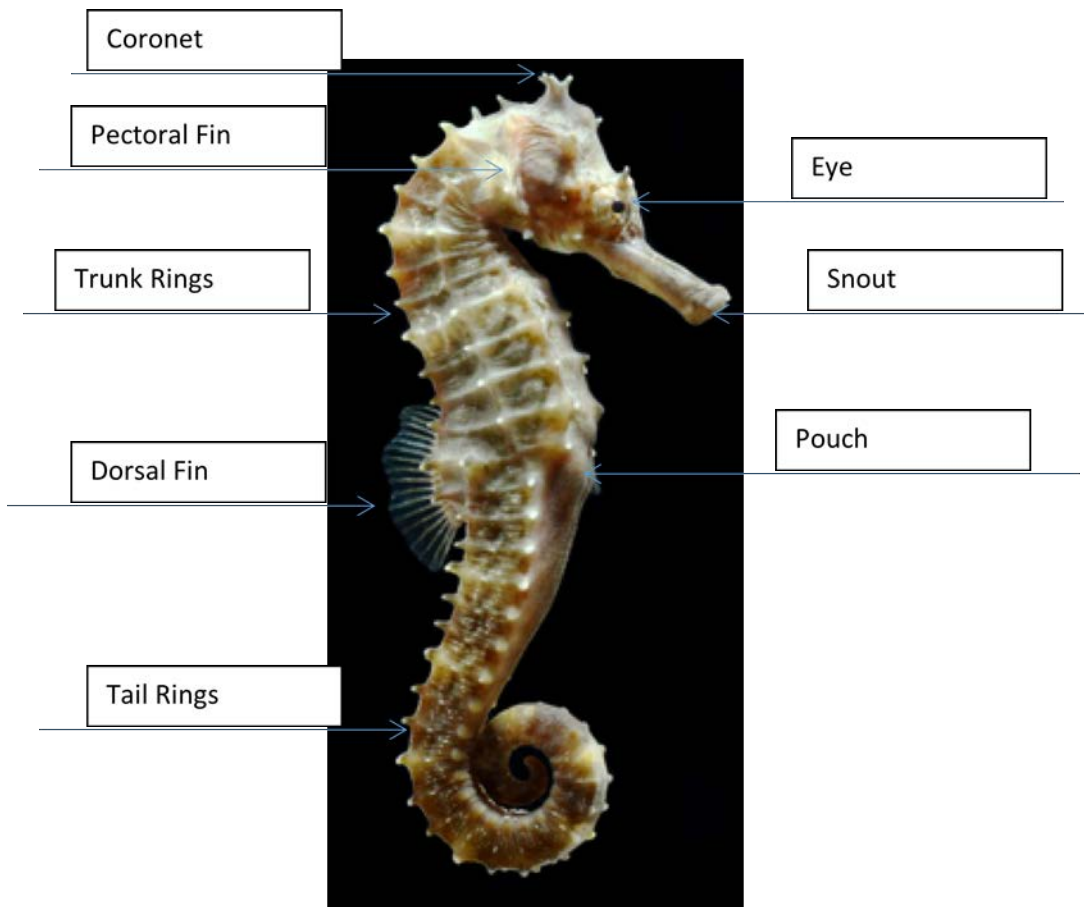 Coronet
Pectoral Fin
Eye
Trunk Rings
Snout
Dorsal Fin
Pouch
Tail Rings